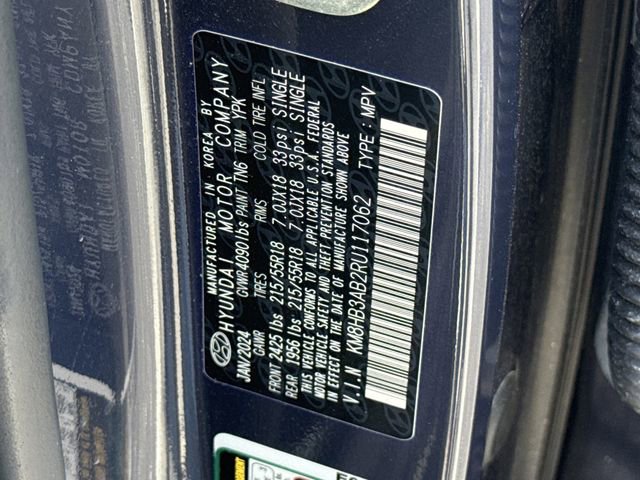 MANUFACTURED IN KOREA BY
HYUNDAI MOTOR COMPANY
JAN/2024 GVWR 4090lbs PAINT TN6 TRIM YPK
GAWR RIMS COLD TIRE INFL
FRONT 2425 lbs 215/55R18 7.0JX18 33psi SINGLE
REAR 1956 lbs 215/55R18 7.0JX18 33psi SINGLE
THIS VEHICLE CONFORMS TO ALL APPLICABLE U.S.A. FEDERAL
MOTOR VEHICLE SAFETY AND THEFT PREVENTION STANDARDS
IN EFFECT ON THE DATE OF MANUFACTURE SHOWN ABOVE
V.I.N KM8HB3AB2RU117062 TYPE : MPV